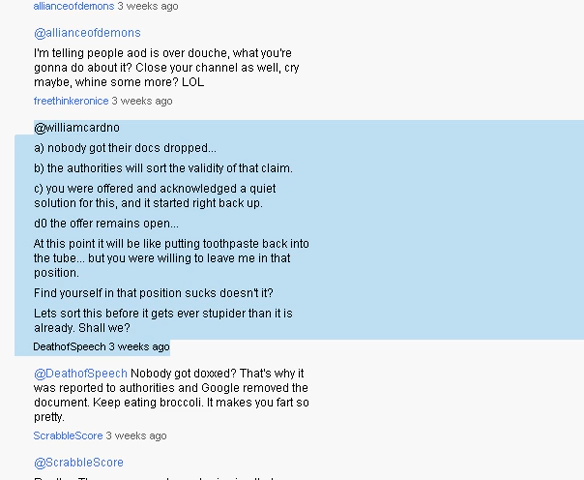 allianceofdemons 3 weeks ago
@allianceofdemons
I'm telling people aod is over douche, what you're
gonna do about it? Close your channel as well, cry
maybe, whine some more? LOL
freethinkeronice 3 weeks ago
@williamcardno
a) nobody got their docs dropped...
b) the authorities will sort the validity of that claim.
c) you were offered and acknowledged a quiet
solution for this, and it started right back up.
d0 the offer remains open...
At this point it will be like putting toothpaste back into
the tube... but you were willing to leave me in that
position.
Find yourself in that position sucks doesn't it?
Lets sort this before it gets ever stupider than it is
already. Shall we?
DeathofSpeech 3 weeks ago
@DeathofSpeech Nobody got doxxed? That's why it
was reported to authorities and Google removed the
document. Keep eating broccoli. It makes you fart so
pretty.
ScrabbleScore 3 weeks ago
@ScrabbleScore